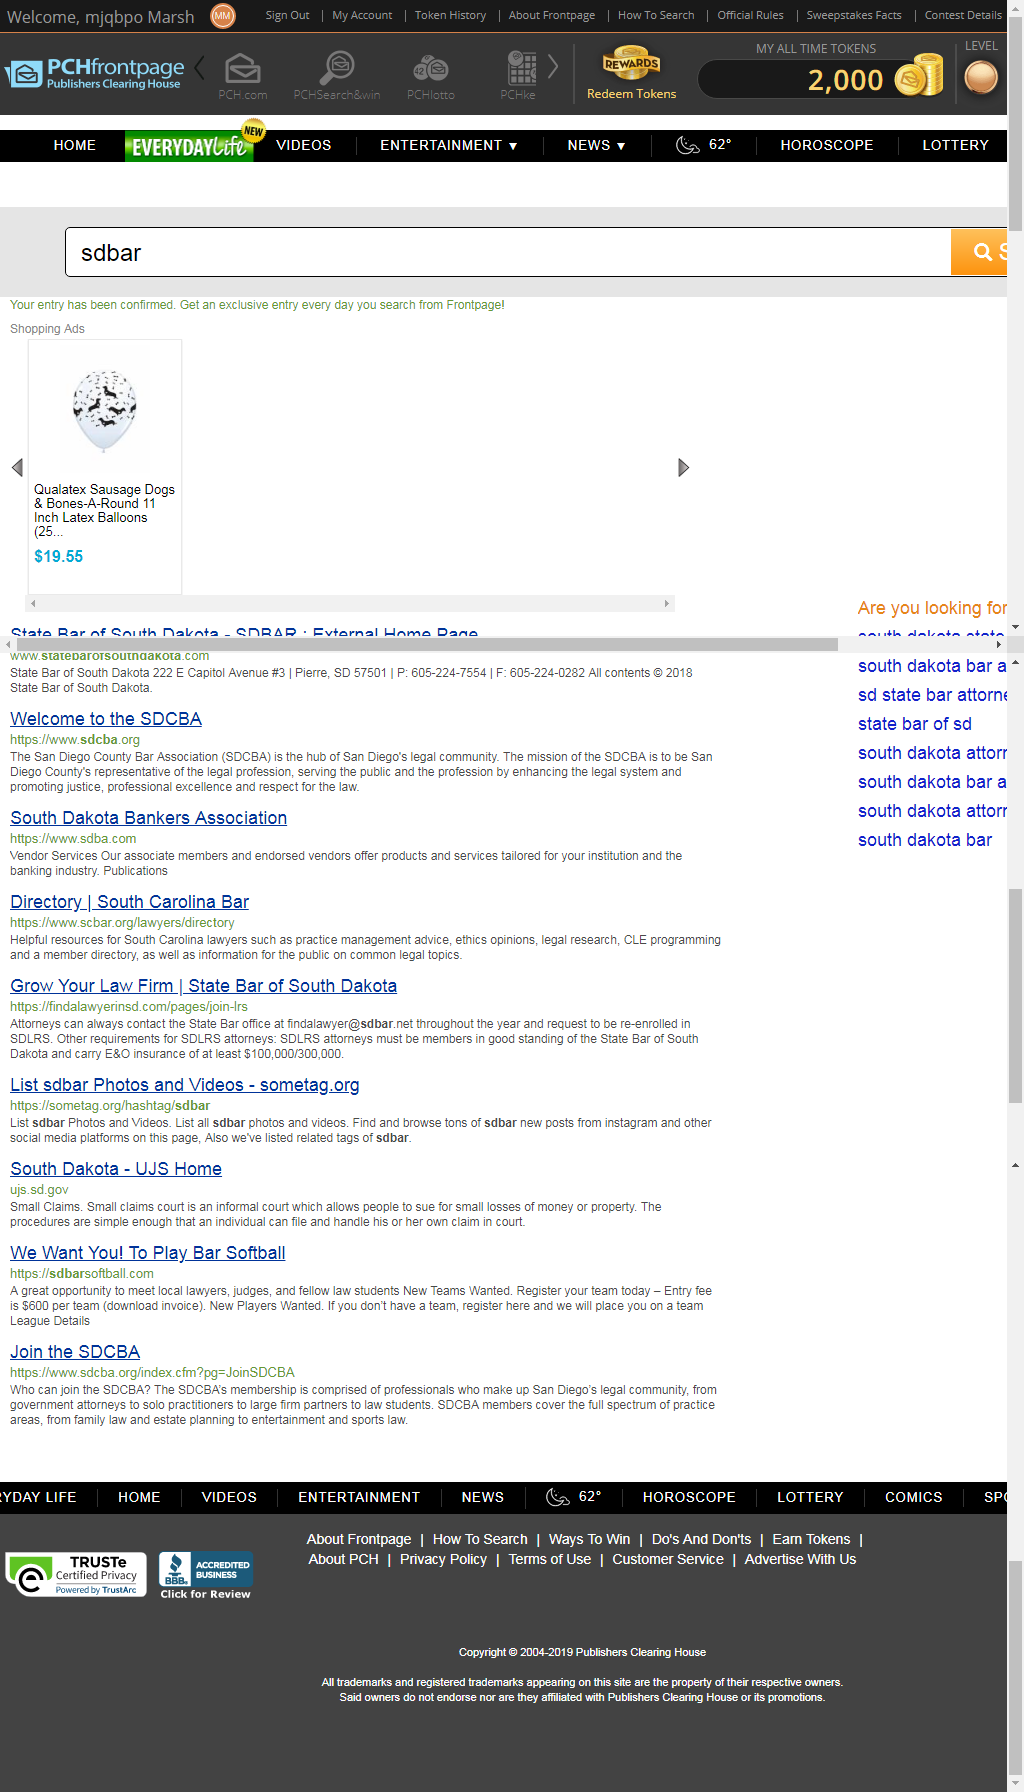 Welcome, mjqbpo Marsh MM Sign Out | My Account | Token History | About Frontpage | How To Search | Official Rules | Sweepstakes Facts | Contest Details
PCHfrontpage
Publishers Clearing House
PCH.com PCHSearch&win 42 PCHlotto PCHke
REWARDS
Redeem Tokens
MY ALL TIME TOKENS
2,000
LEVEL
HOME EVERYDAY Life NEW VIDEOS ENTERTAINMENT ▼ NEWS ▼ 62° HOROSCOPE LOTTERY
sdbar S
Your entry has been confirmed. Get an exclusive entry every day you search from Frontpage!
Shopping Ads
Qualatex Sausage Dogs
& Bones-A-Round 11
Inch Latex Balloons
(25...
$19.55
State Bar of South Dakota - SDBAR : External Home Page
www.statebarofsouthdakota.com
State Bar of South Dakota 222 E Capitol Avenue #3 | Pierre, SD 57501 | P: 605-224-7554 | F: 605-224-0282 All contents © 2018
State Bar of South Dakota.
Welcome to the SDCBA
https://www.sdcba.org
The San Diego County Bar Association (SDCBA) is the hub of San Diego's legal community. The mission of the SDCBA is to be San
Diego County's representative of the legal profession, serving the public and the profession by enhancing the legal system and
promoting justice, professional excellence and respect for the law.
South Dakota Bankers Association
https://www.sdba.com
Vendor Services Our associate members and endorsed vendors offer products and services tailored for your institution and the
banking industry. Publications
Directory | South Carolina Bar
https://www.scbar.org/lawyers/directory
Helpful resources for South Carolina lawyers such as practice management advice, ethics opinions, legal research, CLE programming
and a member directory, as well as information for the public on common legal topics.
Grow Your Law Firm | State Bar of South Dakota
https://findalawyerinsd.com/pages/join-lrs
Attorneys can always contact the State Bar office at findalawyer@sdbar.net throughout the year and request to be re-enrolled in
SDLRS. Other requirements for SDLRS attorneys: SDLRS attorneys must be members in good standing of the State Bar of South
Dakota and carry E&O insurance of at least $100,000/300,000.
List sdbar Photos and Videos - sometag.org
https://sometag.org/hashtag/sdbar
List sdbar Photos and Videos. List all sdbar photos and videos. Find and browse tons of sdbar new posts from instagram and other
social media platforms on this page, Also we've listed related tags of sdbar.
South Dakota - UJS Home
ujs.sd.gov
Small Claims. Small claims court is an informal court which allows people to sue for small losses of money or property. The
procedures are simple enough that an individual can file and handle his or her own claim in court.
We Want You! To Play Bar Softball
https://sdbarsoftball.com
A great opportunity to meet local lawyers, judges, and fellow law students New Teams Wanted. Register your team today – Entry fee
is $600 per team (download invoice). New Players Wanted. If you don't have a team, register here and we will place you on a team
League Details
Join the SDCBA
https://www.sdcba.org/index.cfm?pg=JoinSDCBA
Who can join the SDCBA? The SDCBA's membership is comprised of professionals who make up San Diego's legal community, from
government attorneys to solo practitioners to large firm partners to law students. SDCBA members cover the full spectrum of practice
areas, from family law and estate planning to entertainment and sports law.
Are you looking for
south dakota state
south dakota bar a
sd state bar attorne
state bar of sd
south dakota attorr
south dakota bar a
south dakota attorr
south dakota bar
RYDAY LIFE HOME VIDEOS ENTERTAINMENT NEWS 62° HOROSCOPE LOTTERY COMICS SPO
About Frontpage | How To Search | Ways To Win | Do's And Don'ts | Earn Tokens |
About PCH | Privacy Policy | Terms of Use | Customer Service | Advertise With Us
TRUSTe
Certified Privacy
Powered by TrustArc
BBB. ACCREDITED
BUSINESS
Click for Review
Copyright © 2004-2019 Publishers Clearing House
All trademarks and registered trademarks appearing on this site are the property of their respective owners.
Said owners do not endorse nor are they affiliated with Publishers Clearing House or its promotions.